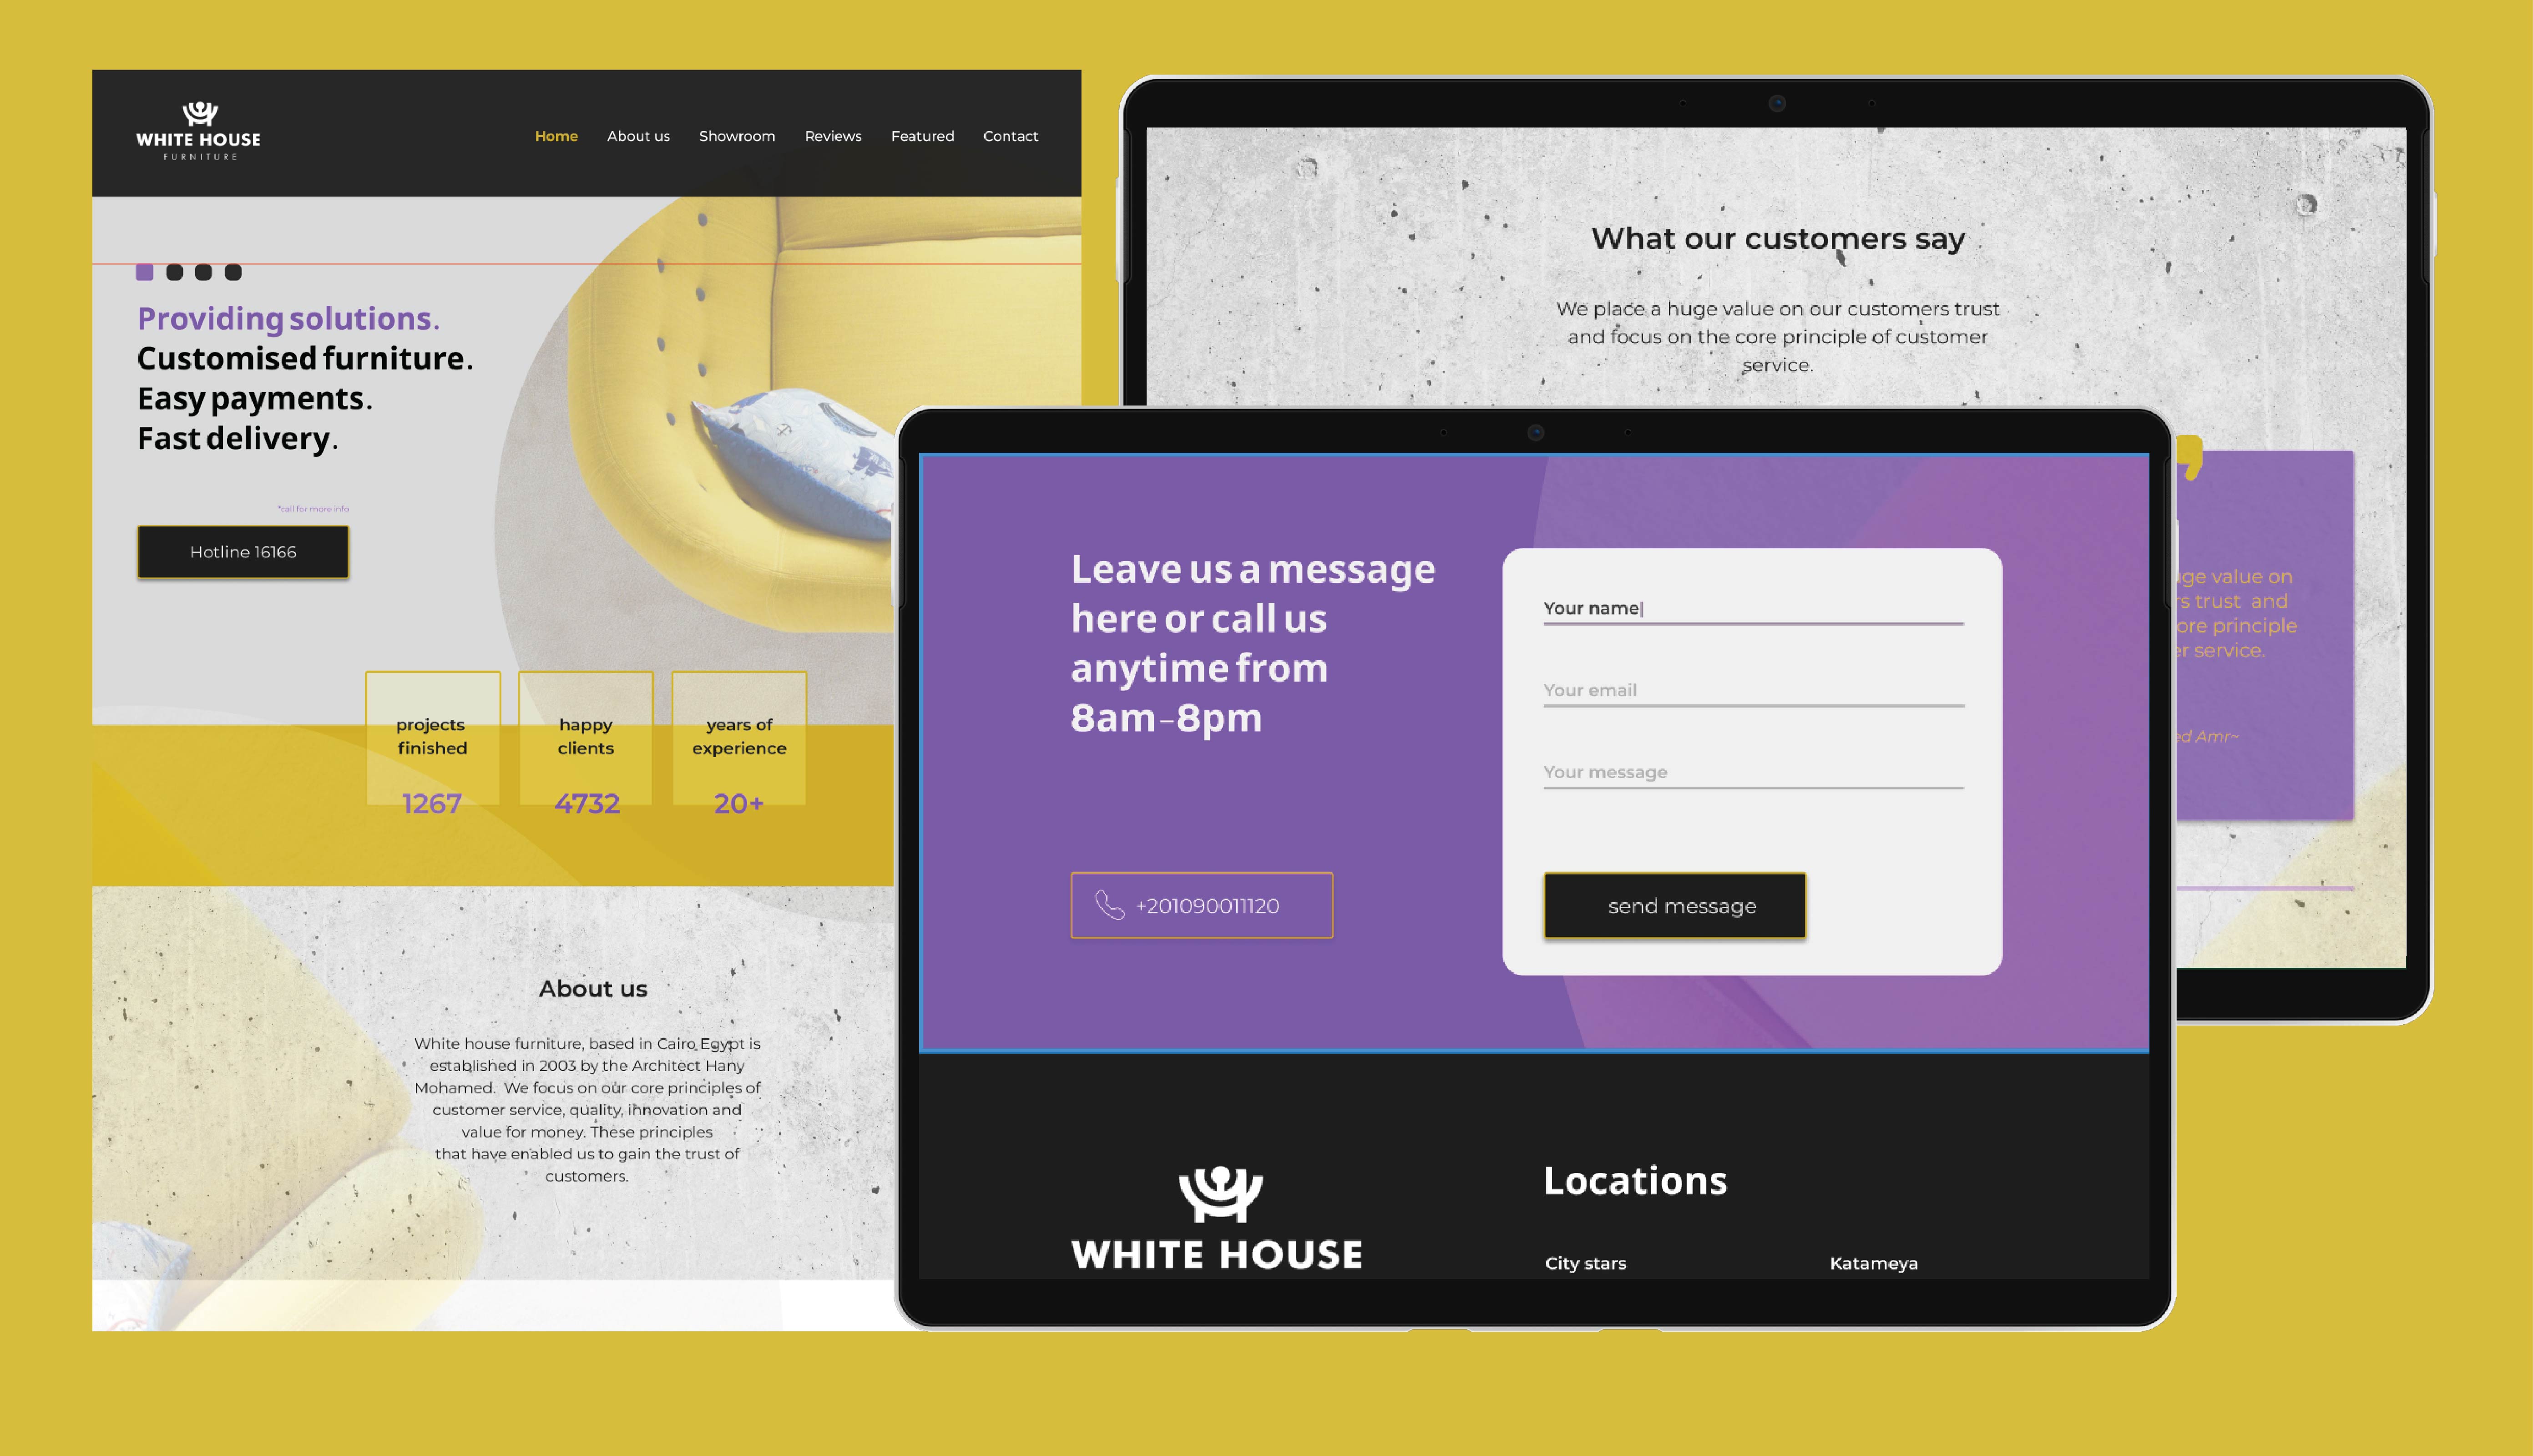 WHITE HOUSE
FURNITURE
Home About us Showroom Reviews Featured Contact
Providing solutions.
Customised furniture.
Easy payments.
Fast delivery.
*call for more info
Hotline 16166
projects
finished
1267
happy
clients
4732
years of
experience
20+
About us
White house furniture, based in Cairo Egypt is
established in 2003 by the Architect Hany
Mohamed. We focus on our core principles of
customer service, quality, innovation and
value for money. These principles
that have enabled us to gain the trust of
customers.
What our customers say
We place a huge value on our customers trust
and focus on the core principle of customer
service.
value on
trust and
principle
service.
Amr~
Leave us a message
here or call us
anytime from
8am-8pm
+201090011120
Your name
Your email
Your message
send message
WHITE HOUSE
Locations
City stars
Katameya